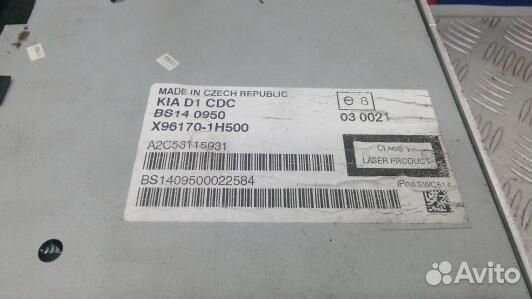 MADE IN CZECH REPUBLIC
KIA D1 CDC
BS14 0950
X96170-1H500
e 8
03 0021
A2C53115931
CLASS 1
LASER PRODUCT
BS1409500022584
iPod SWC514
Avito